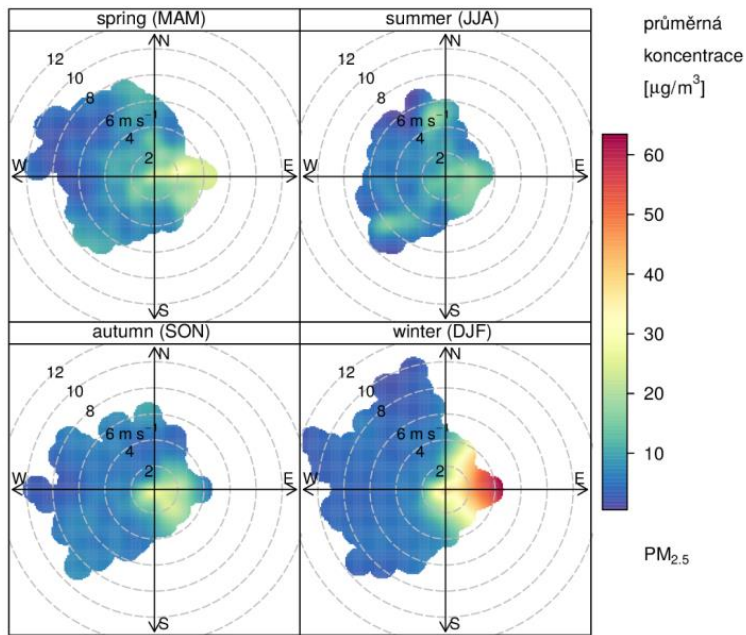 spring (MAM)
N
12
10
8
6 m s⁻¹
4
2
W
E
S
summer (JJA)
N
12
10
8
6 m s⁻¹
4
2
W
E
S
autumn (SON)
N
12
10
8
6 m s⁻¹
4
2
W
E
S
winter (DJF)
N
12
10
8
6 m s⁻¹
4
2
W
E
S
průměrná
koncentrace
[μg/m³]
60
50
40
30
20
10
PM₂.₅